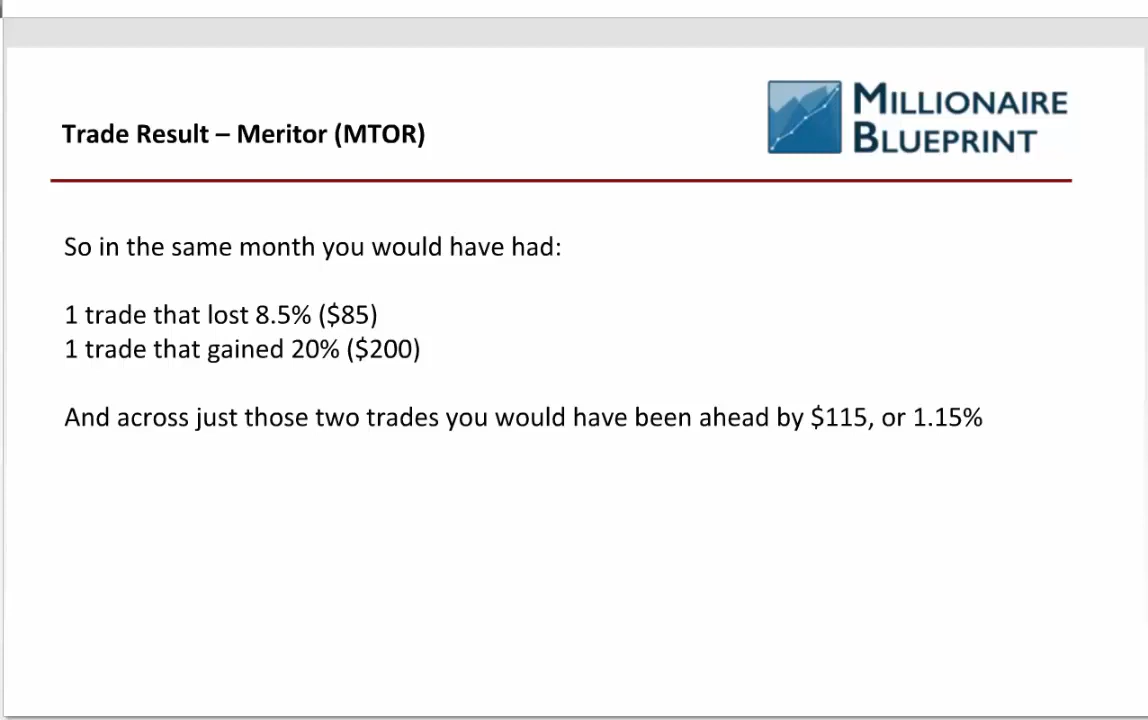 Trade Result – Meritor (MTOR)
MILLIONAIRE
BLUEPRINT
So in the same month you would have had:
1 trade that lost 8.5% ($85)
1 trade that gained 20% ($200)
And across just those two trades you would have been ahead by $115, or 1.15%